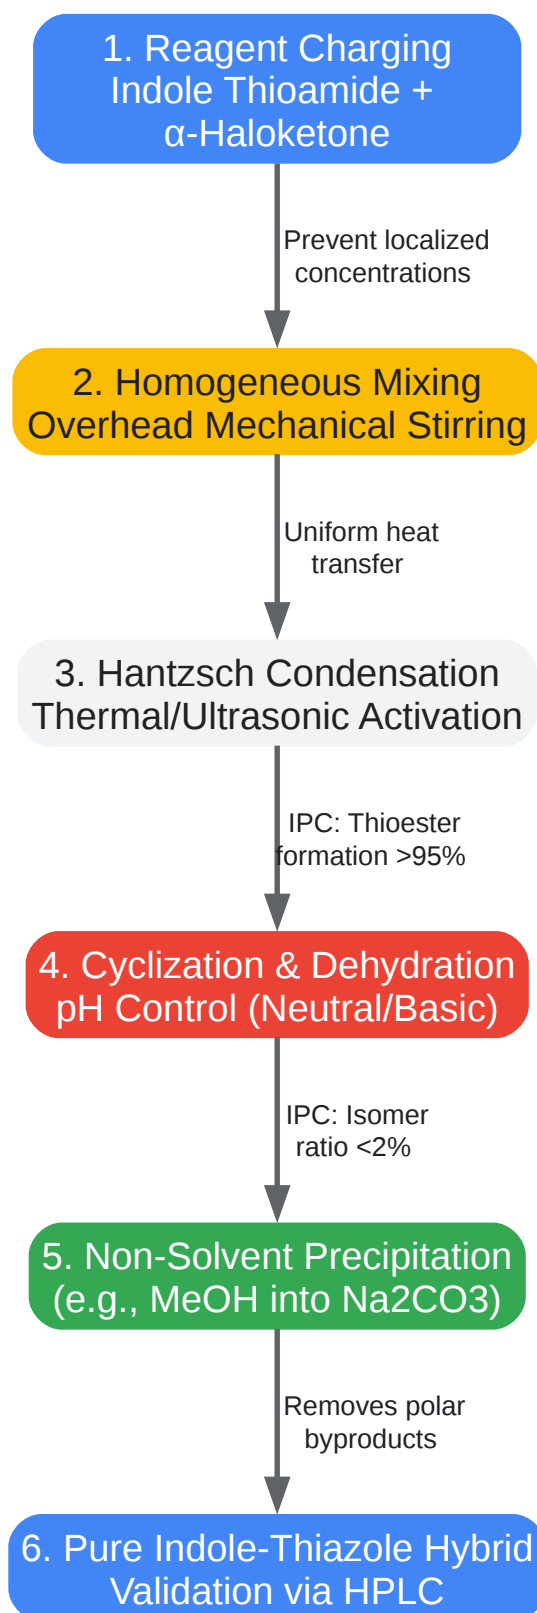 1. Reagent Charging
Indole Thioamide +
α-Haloketone
Prevent localized
concentrations
2. Homogeneous Mixing
Overhead Mechanical Stirring
Uniform heat
transfer
3. Hantzsch Condensation
Thermal/Ultrasonic Activation
IPC: Thioester
formation >95%
4. Cyclization & Dehydration
pH Control (Neutral/Basic)
IPC: Isomer
ratio <2%
5. Non-Solvent Precipitation
(e.g., MeOH into Na2CO3)
Removes polar
byproducts
6. Pure Indole-Thiazole Hybrid
Validation via HPLC